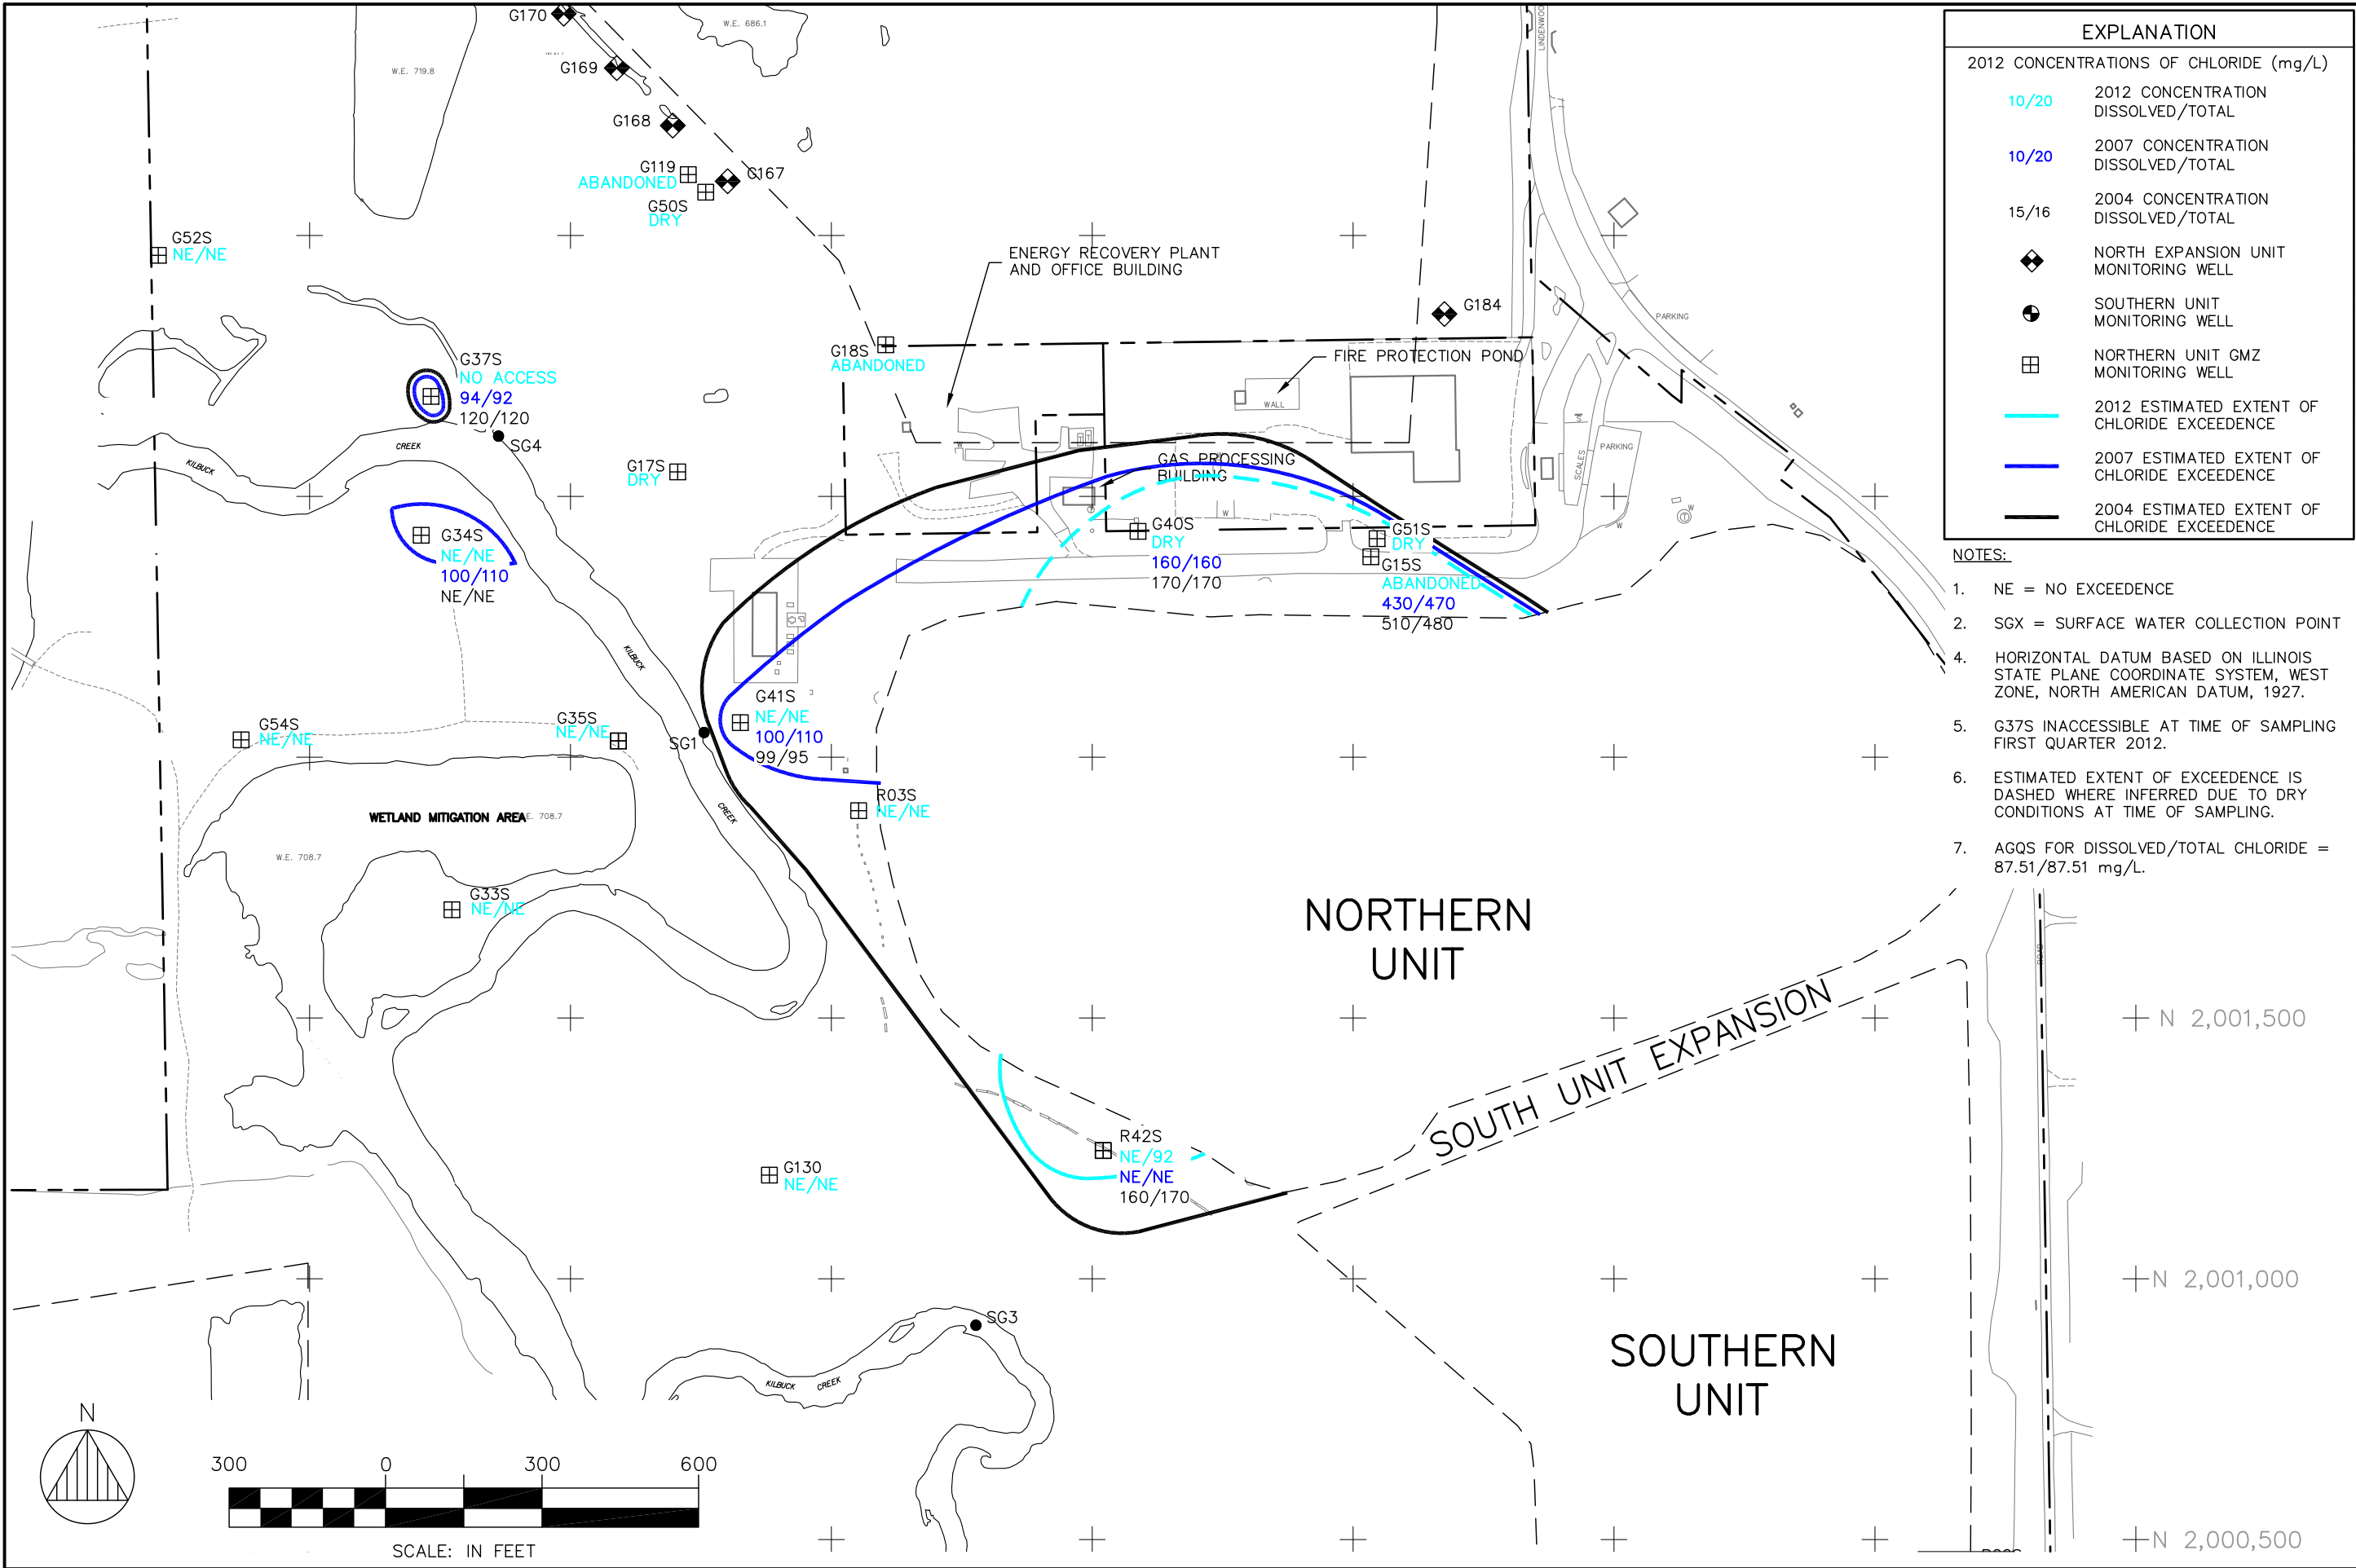 G170
G169
G168
G119
ABANDONED
G167
G50S
DRY
W.E. 719.8
W.E. 686.1
LINDENWOO
G52S
NE/NE
ENERGY RECOVERY PLANT
AND OFFICE BUILDING
G184
PARKING
G18S
ABANDONED
FIRE PROTECTION POND
WALL
G37S
NO ACCESS
94/92
120/120
SG4
KILBUCK
CREEK
G17S
DRY
GAS PROCESSING
BUILDING
W
W
SCALES
PARKING
W
W
G34S
NE/NE
100/110
NE/NE
G40S
DRY
160/160
170/170
G51S
DRY
G15S
ABANDONED
430/470
510/480
KILBUCK
CREEK
G41S
NE/NE
100/110
99/95
SG1
G54S
NE/NE
G35S
NE/NE
R03S
NE/NE
WETLAND MITIGATION AREA
E. 708.7
W.E. 708.7
G33S
NE/NE
NORTHERN
UNIT
SOUTH UNIT EXPANSION
R42S
NE/92
NE/NE
160/170
G130
NE/NE
SG3
KILBUCK
CREEK
SOUTHERN
UNIT
ROAD
N 2,001,500
N 2,001,000
N 2,000,500
N
300 0 300 600
SCALE: IN FEET
EXPLANATION
2012 CONCENTRATIONS OF CHLORIDE (mg/L)
10/20
2012 CONCENTRATION
DISSOLVED/TOTAL
10/20
2007 CONCENTRATION
DISSOLVED/TOTAL
15/16
2004 CONCENTRATION
DISSOLVED/TOTAL
NORTH EXPANSION UNIT
MONITORING WELL
SOUTHERN UNIT
MONITORING WELL
NORTHERN UNIT GMZ
MONITORING WELL
2012 ESTIMATED EXTENT OF
CHLORIDE EXCEEDENCE
2007 ESTIMATED EXTENT OF
CHLORIDE EXCEEDENCE
2004 ESTIMATED EXTENT OF
CHLORIDE EXCEEDENCE
NOTES:
1. NE = NO EXCEEDENCE
2. SGX = SURFACE WATER COLLECTION POINT
4. HORIZONTAL DATUM BASED ON ILLINOIS
STATE PLANE COORDINATE SYSTEM, WEST
ZONE, NORTH AMERICAN DATUM, 1927.
5. G37S INACCESSIBLE AT TIME OF SAMPLING
FIRST QUARTER 2012.
6. ESTIMATED EXTENT OF EXCEEDENCE IS
DASHED WHERE INFERRED DUE TO DRY
CONDITIONS AT TIME OF SAMPLING.
7. AGQS FOR DISSOLVED/TOTAL CHLORIDE =
87.51/87.51 mg/L.